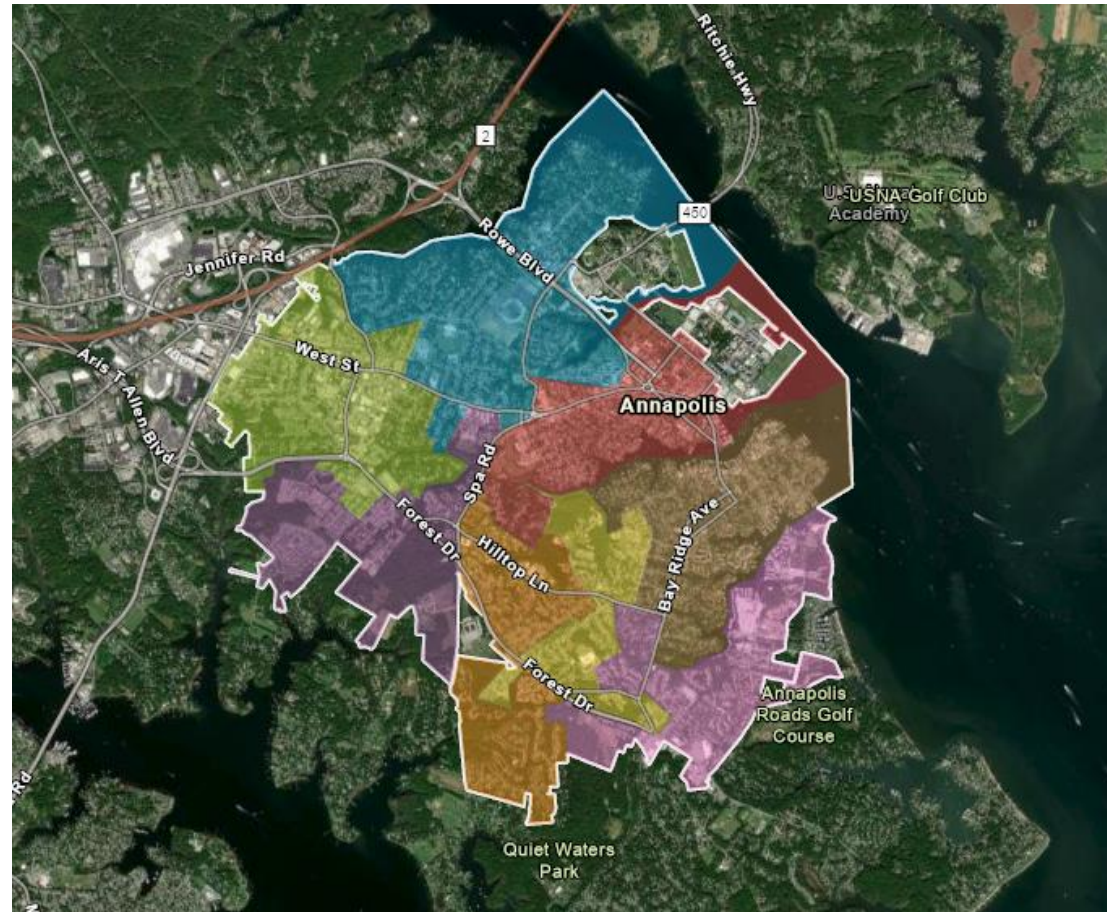 Ritchie Hwy
2
450
U.S.
USNA Golf Club
Academy
Rowe Blvd
Jennifer Rd
West St
Aris T Allen Blvd
Annapolis
Spa Rd
Forest Dr
Hilltop Ln
Bay Ridge Ave
Forest Dr
Annapolis
Roads Golf
Course
Quiet Waters
Park
Rd